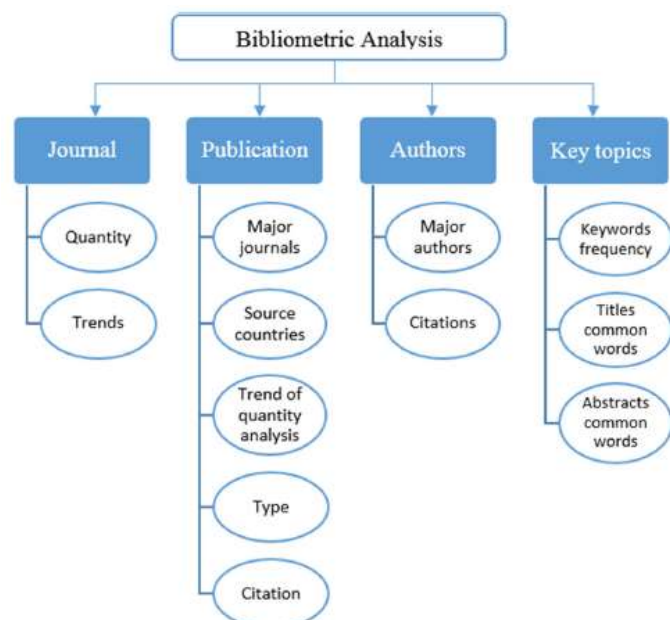 Bibliometric Analysis
Journal
Publication
Authors
Key topics
Quantity
Trends
Major
journals
Source
countries
Trend of
quantity
analysis
Type
Citation
Major
authors
Citations
Keywords
frequency
Titles
common
words
Abstracts
common
words